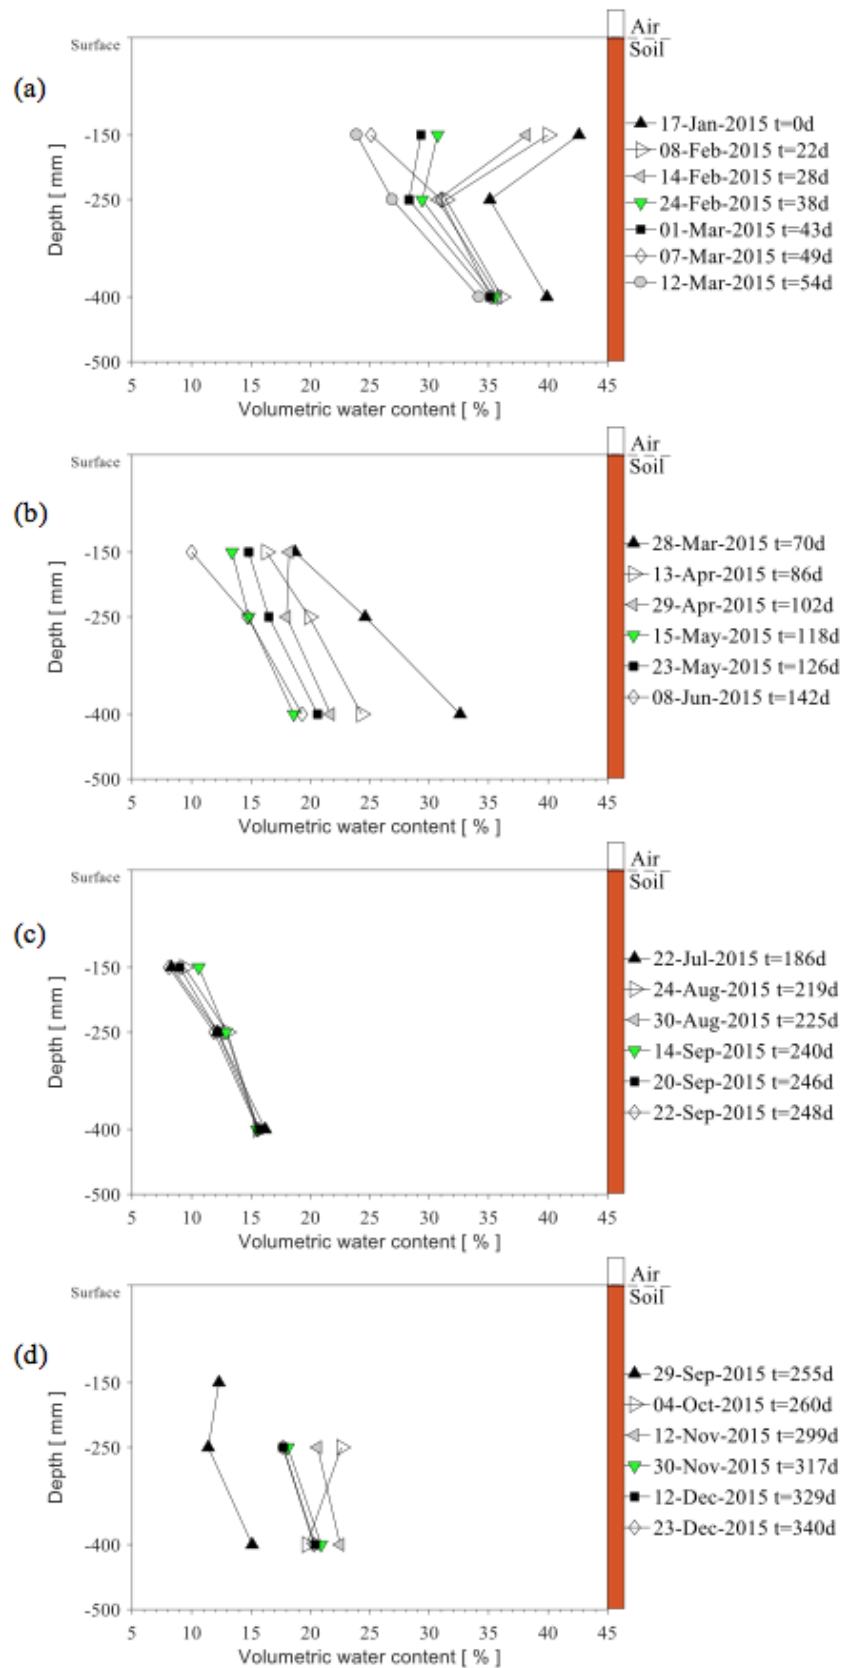 Air
Surface
Soil
(a)
-150
-250
-400
-500
Depth [ mm ]
17-Jan-2015 t=0d
08-Feb-2015 t=22d
14-Feb-2015 t=28d
24-Feb-2015 t=38d
01-Mar-2015 t=43d
07-Mar-2015 t=49d
12-Mar-2015 t=54d
5 10 15 20 25 30 35 40 45
Volumetric water content [ % ]
Air
Surface
Soil
(b)
-150
-250
-400
-500
Depth [ mm ]
28-Mar-2015 t=70d
13-Apr-2015 t=86d
29-Apr-2015 t=102d
15-May-2015 t=118d
23-May-2015 t=126d
08-Jun-2015 t=142d
5 10 15 20 25 30 35 40 45
Volumetric water content [ % ]
Air
Surface
Soil
(c)
-150
-250
-400
-500
Depth [ mm ]
22-Jul-2015 t=186d
24-Aug-2015 t=219d
30-Aug-2015 t=225d
14-Sep-2015 t=240d
20-Sep-2015 t=246d
22-Sep-2015 t=248d
5 10 15 20 25 30 35 40 45
Volumetric water content [ % ]
Air
Surface
Soil
(d)
-150
-250
-400
-500
Depth [ mm ]
29-Sep-2015 t=255d
04-Oct-2015 t=260d
12-Nov-2015 t=299d
30-Nov-2015 t=317d
12-Dec-2015 t=329d
23-Dec-2015 t=340d
5 10 15 20 25 30 35 40 45
Volumetric water content [ % ]